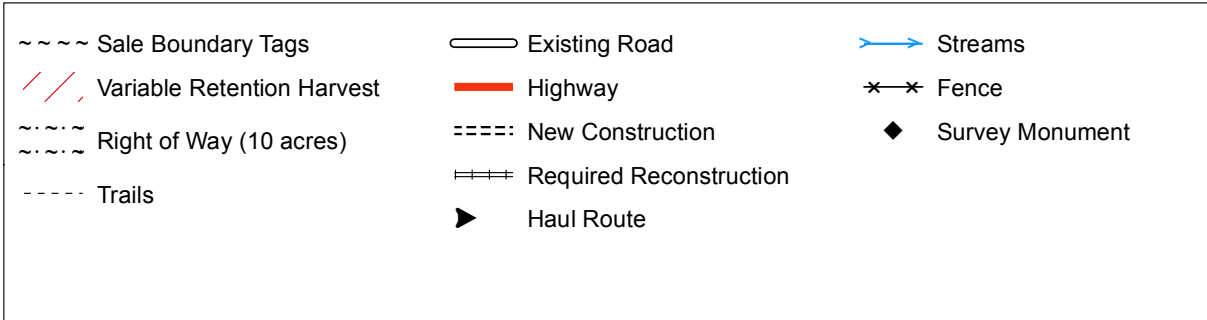 Sale Boundary Tags
Variable Retention Harvest
Right of Way (10 acres)
Trails
Existing Road
Highway
New Construction
Required Reconstruction
Haul Route
Streams
Fence
Survey Monument